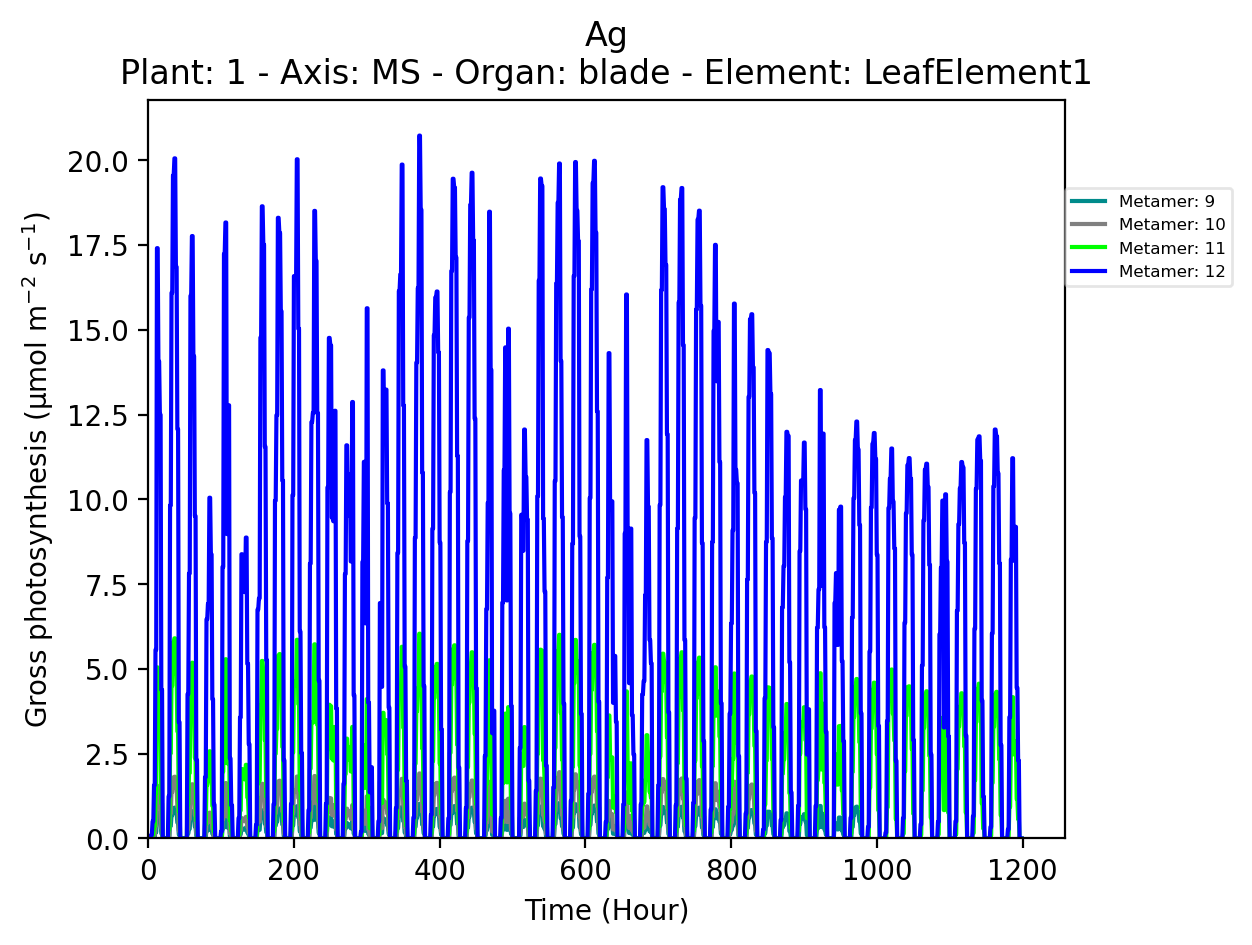 Ag
Plant: 1 - Axis: MS - Organ: blade - Element: LeafElement1
20.0
17.5
15.0
12.5
10.0
7.5
5.0
2.5
0.0
Gross photosynthesis (µmol m⁻² s⁻¹)
0 200 400 600 800 1000 1200
Time (Hour)
Metamer: 9
Metamer: 10
Metamer: 11
Metamer: 12